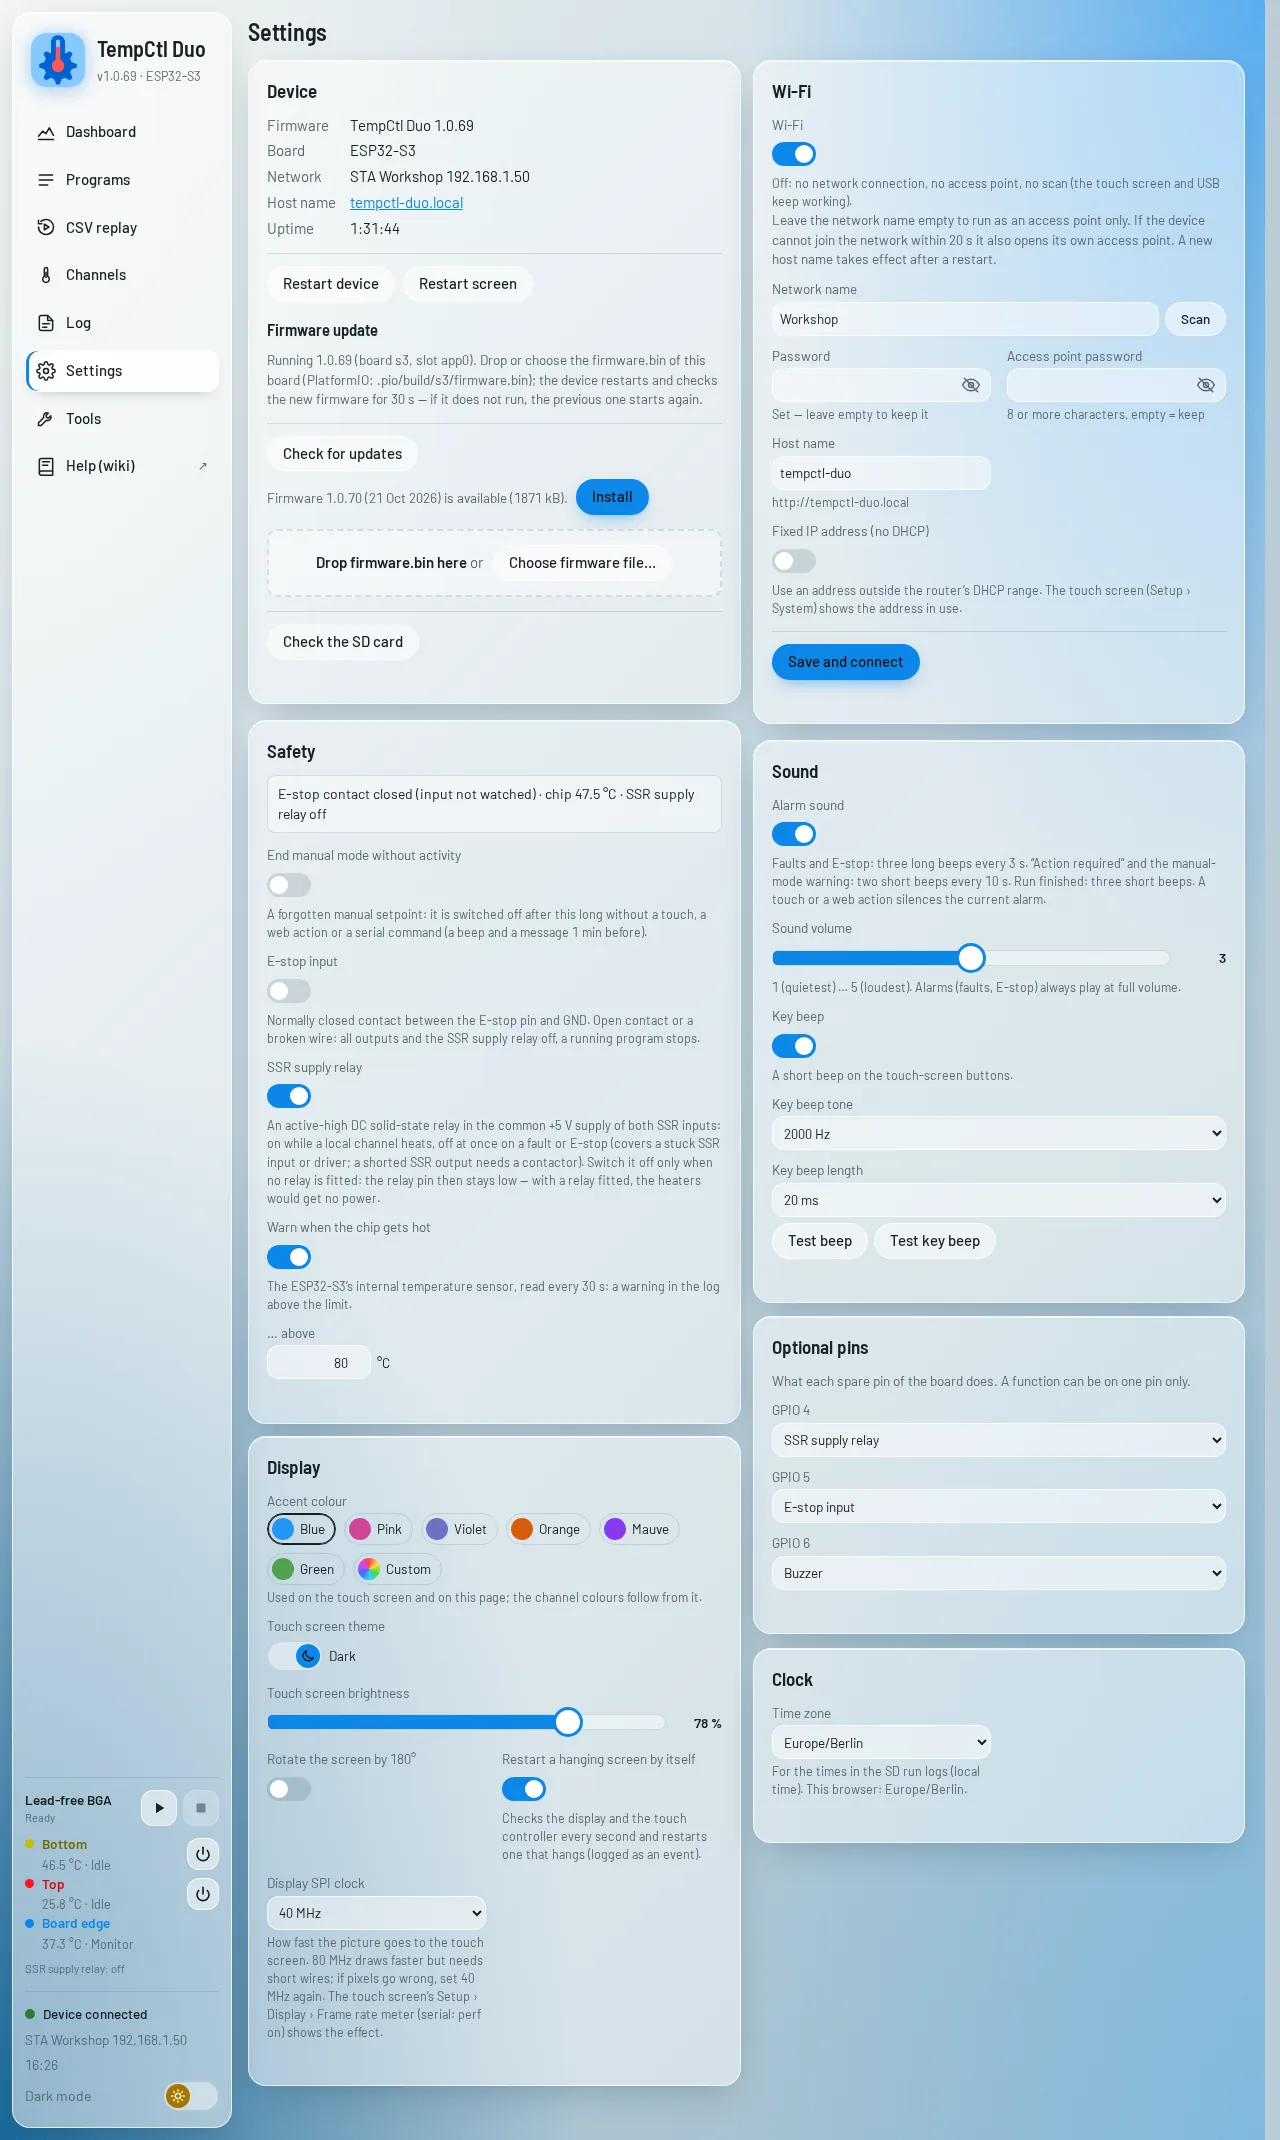 TempCtl Duo
v1.0.69 · ESP32-S3
Dashboard
Programs
CSV replay
Channels
Log
Settings
Tools
Help (wiki) ↗
Lead-free BGA
Ready
Bottom
46.5 °C · Idle
Top
25.8 °C · Idle
Board edge
37.3 °C · Monitor
SSR supply relay: off
Device connected
STA Workshop 192.168.1.50
16:26
Dark mode
Settings
Device
Firmware TempCtl Duo 1.0.69
Board ESP32-S3
Network STA Workshop 192.168.1.50
Host name tempctl-duo.local
Uptime 1:31:44
Restart device Restart screen
Firmware update
Running 1.0.69 (board s3, slot app0). Drop or choose the firmware.bin of this
board (PlatformIO: .pio/build/s3/firmware.bin); the device restarts and checks
the new firmware for 30 s — if it does not run, the previous one starts again.
Check for updates
Firmware 1.0.70 (21 Oct 2026) is available (1871 kB). Install
Drop firmware.bin here or Choose firmware file...
Check the SD card
Safety
E-stop contact closed (input not watched) · chip 47.5 °C · SSR supply
relay off
End manual mode without activity
A forgotten manual setpoint: it is switched off after this long without a touch, a
web action or a serial command (a beep and a message 1 min before).
E-stop input
Normally closed contact between the E-stop pin and GND. Open contact or a
broken wire: all outputs and the SSR supply relay off, a running program stops.
SSR supply relay
An active-high DC solid-state relay in the common +5 V supply of both SSR inputs:
on while a local channel heats, off at once on a fault or E-stop (covers a stuck SSR
input or driver; a shorted SSR output needs a contactor). Switch it off only when
no relay is fitted: the relay pin then stays low — with a relay fitted, the heaters
would get no power.
Warn when the chip gets hot
The ESP32-S3's internal temperature sensor, read every 30 s: a warning in the log
above the limit.
... above
80 °C
Display
Accent colour
Blue Pink Violet Orange Mauve
Green Custom
Used on the touch screen and on this page; the channel colours follow from it.
Touch screen theme
Dark
Touch screen brightness
78 %
Rotate the screen by 180°
Restart a hanging screen by itself
Checks the display and the touch
controller every second and restarts
one that hangs (logged as an event).
Display SPI clock
40 MHz
How fast the picture goes to the touch
screen. 80 MHz draws faster but needs
short wires; if pixels go wrong, set 40
MHz again. The touch screen's Setup ›
Display › Frame rate meter (serial: perf
on) shows the effect.
Wi-Fi
Wi-Fi
Off: no network connection, no access point, no scan (the touch screen and USB
keep working).
Leave the network name empty to run as an access point only. If the device
cannot join the network within 20 s it also opens its own access point. A new
host name takes effect after a restart.
Network name
Workshop Scan
Password Access point password
Set — leave empty to keep it 8 or more characters, empty = keep
Host name
tempctl-duo
http://tempctl-duo.local
Fixed IP address (no DHCP)
Use an address outside the router's DHCP range. The touch screen (Setup ›
System) shows the address in use.
Save and connect
Sound
Alarm sound
Faults and E-stop: three long beeps every 3 s. "Action required" and the manual-
mode warning: two short beeps every 10 s. Run finished: three short beeps. A
touch or a web action silences the current alarm.
Sound volume
3
1 (quietest) ... 5 (loudest). Alarms (faults, E-stop) always play at full volume.
Key beep
A short beep on the touch-screen buttons.
Key beep tone
2000 Hz
Key beep length
20 ms
Test beep Test key beep
Optional pins
What each spare pin of the board does. A function can be on one pin only.
GPIO 4
SSR supply relay
GPIO 5
E-stop input
GPIO 6
Buzzer
Clock
Time zone
Europe/Berlin
For the times in the SD run logs (local
time). This browser: Europe/Berlin.